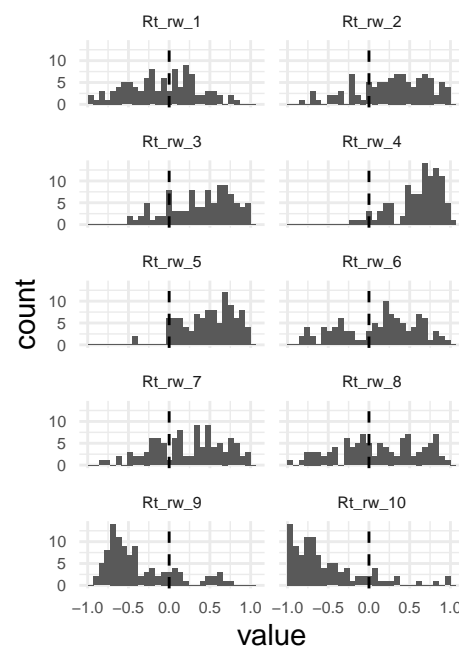 Rt_rw_1 Rt_rw_2
10
5
0
Rt_rw_3 Rt_rw_4
10
5
0
Rt_rw_5 Rt_rw_6
10
5
0
Rt_rw_7 Rt_rw_8
10
5
0
Rt_rw_9 Rt_rw_10
10
5
0
−1.0 −0.5 0.0 0.5 1.0 −1.0 −0.5 0.0 0.5 1.0
value
count